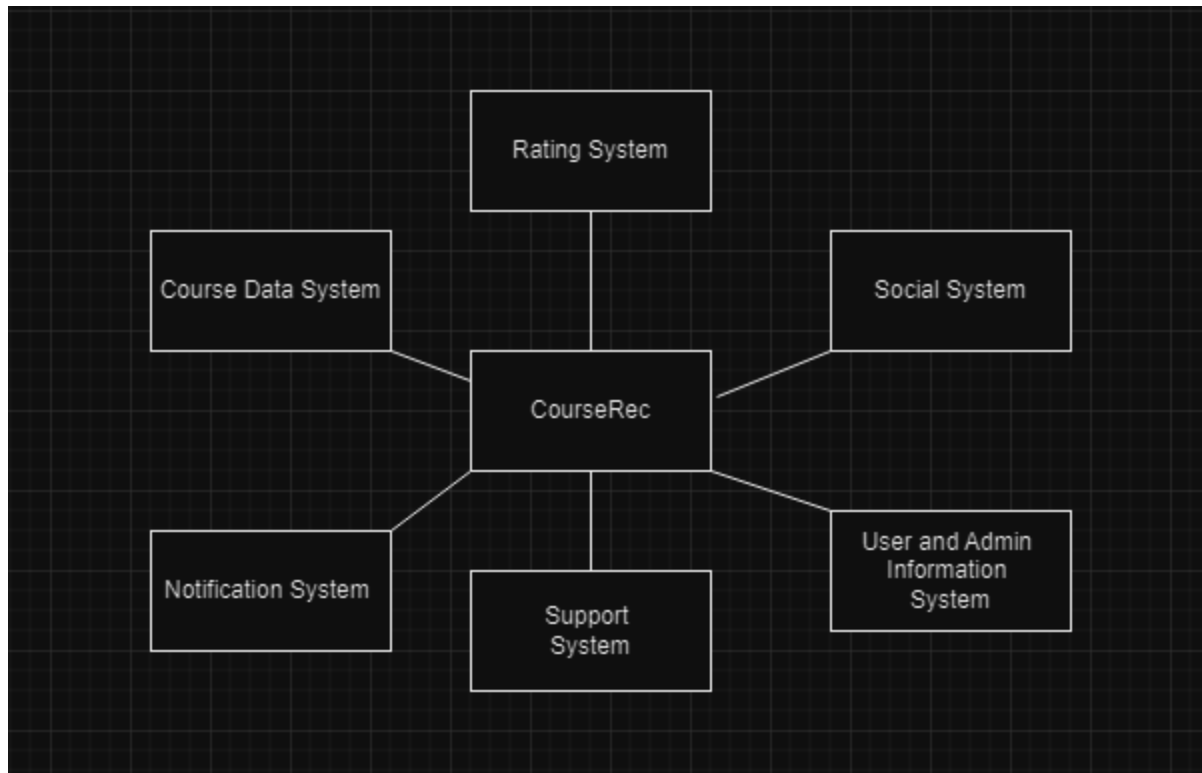 Rating System
Course Data System
Social System
CourseRec
Notification System
Support
System
User and Admin
Information
System